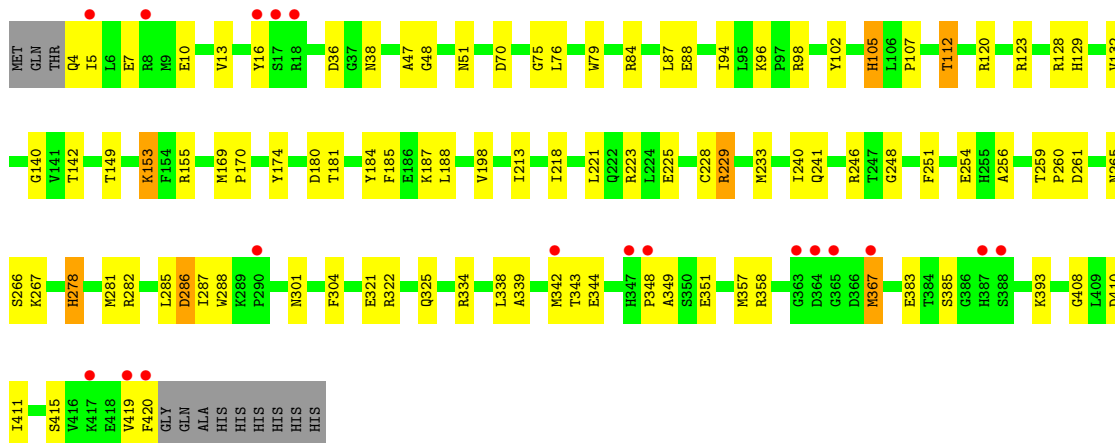 MET GLN THR Q4 I5 L6 E7 R8 M9 E10 V13 Y16 S17 R18 D36 G37 N38 A47 G48 N51 D70 G75 L76 W79 R84 L87 E88 I94 L95 K96 P97 R98 Y102 H105 L106 P107 T112 R120 R123 R128 H129 V132
G140 V141 T142 T149 K153 F154 R155 M169 P170 Y174 D180 T181 Y184 F185 E186 K187 L188 V198 I213 I218 L221 Q222 R223 L224 E225 C228 R229 M233 I240 Q241 R246 T247 G248 F251 E254 H255 A256 T259 P260 D261 N265
S266 K267 H278 M281 R282 L285 D286 I287 W288 K289 P290 N301 F304 E321 R322 Q325 R334 L338 A339 M342 T343 E344 H347 P348 A349 S350 E351 M357 R358 G363 D364 G365 D366 M367 E383 T384 S385 G386 H387 S388 K393 G408 L409 D410
I411 S415 V416 K417 E418 V419 F420 GLY GLN ALA HIS HIS HIS HIS HIS HIS